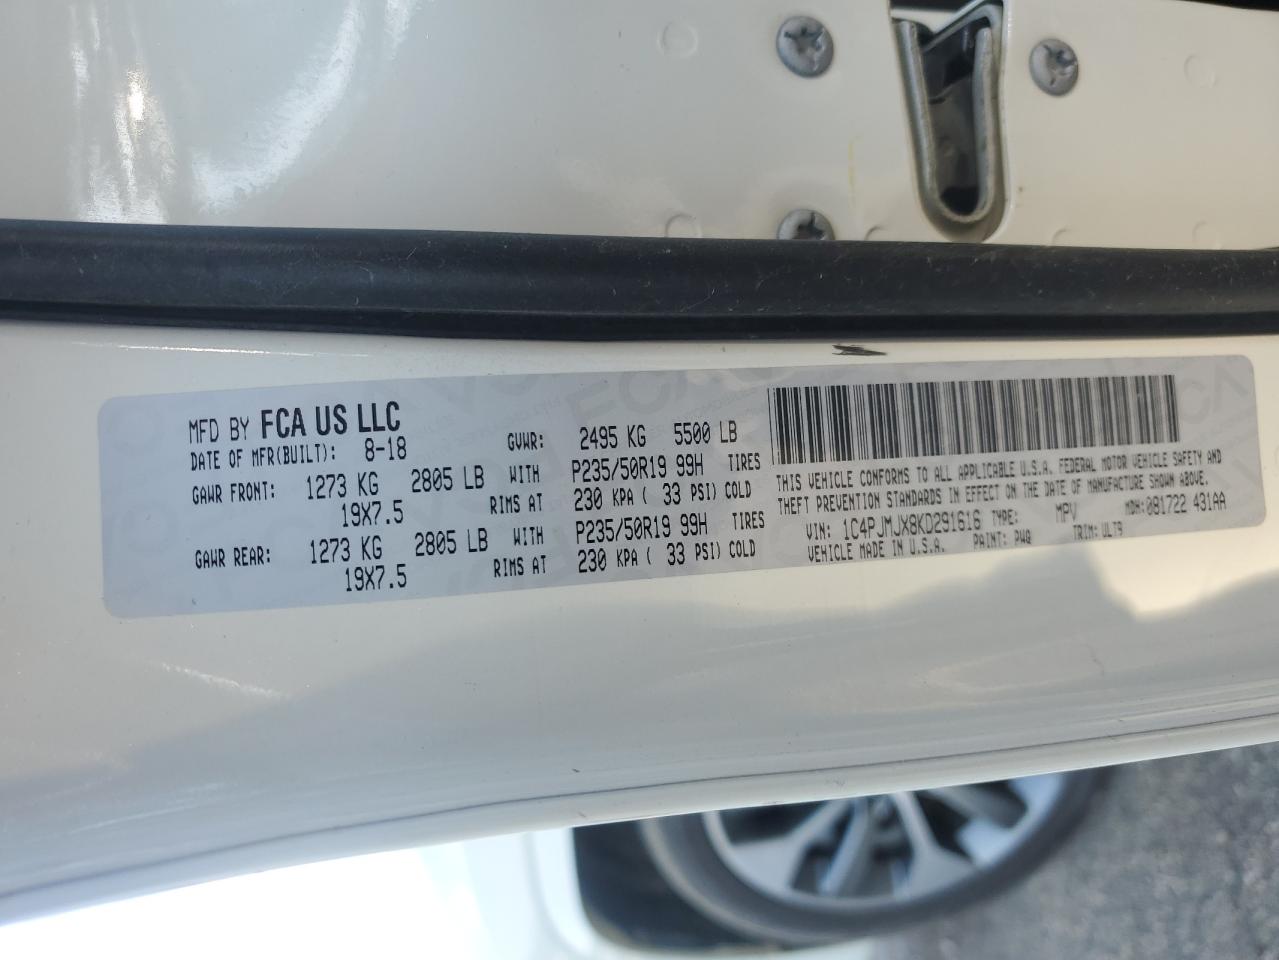 MFD BY FCA US LLC
DATE OF MFR(BUILT): 8-18 GVWR: 2495 KG 5500 LB
GAWR FRONT: 1273 KG 2805 LB WITH P235/50R19 99H TIRES
19X7.5 RIMS AT 230 KPA ( 33 PSI) COLD
GAWR REAR: 1273 KG 2805 LB WITH P235/50R19 99H TIRES
19X7.5 RIMS AT 230 KPA ( 33 PSI) COLD
THIS VEHICLE CONFORMS TO ALL APPLICABLE U.S.A. FEDERAL MOTOR VEHICLE SAFETY AND
THEFT PREVENTION STANDARDS IN EFFECT ON THE DATE OF MANUFACTURE SHOWN ABOVE.
VIN: 1C4PJMJX8KD291616 TYPE: MPV MDH: 081722 431AA
VEHICLE MADE IN U.S.A. PAINT: PWQ TRIM: ULT9